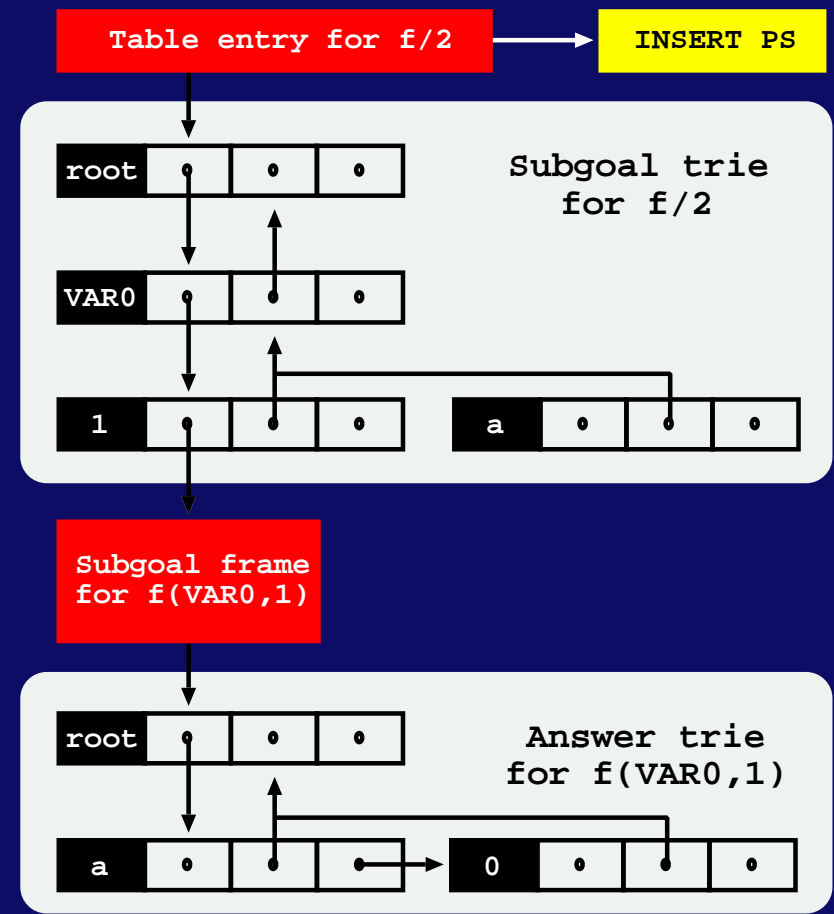 Table entry for f/2
INSERT PS
root
Subgoal trie
for f/2
VAR0
1
a
Subgoal frame
for f(VAR0,1)
root
Answer trie
for f(VAR0,1)
a
0